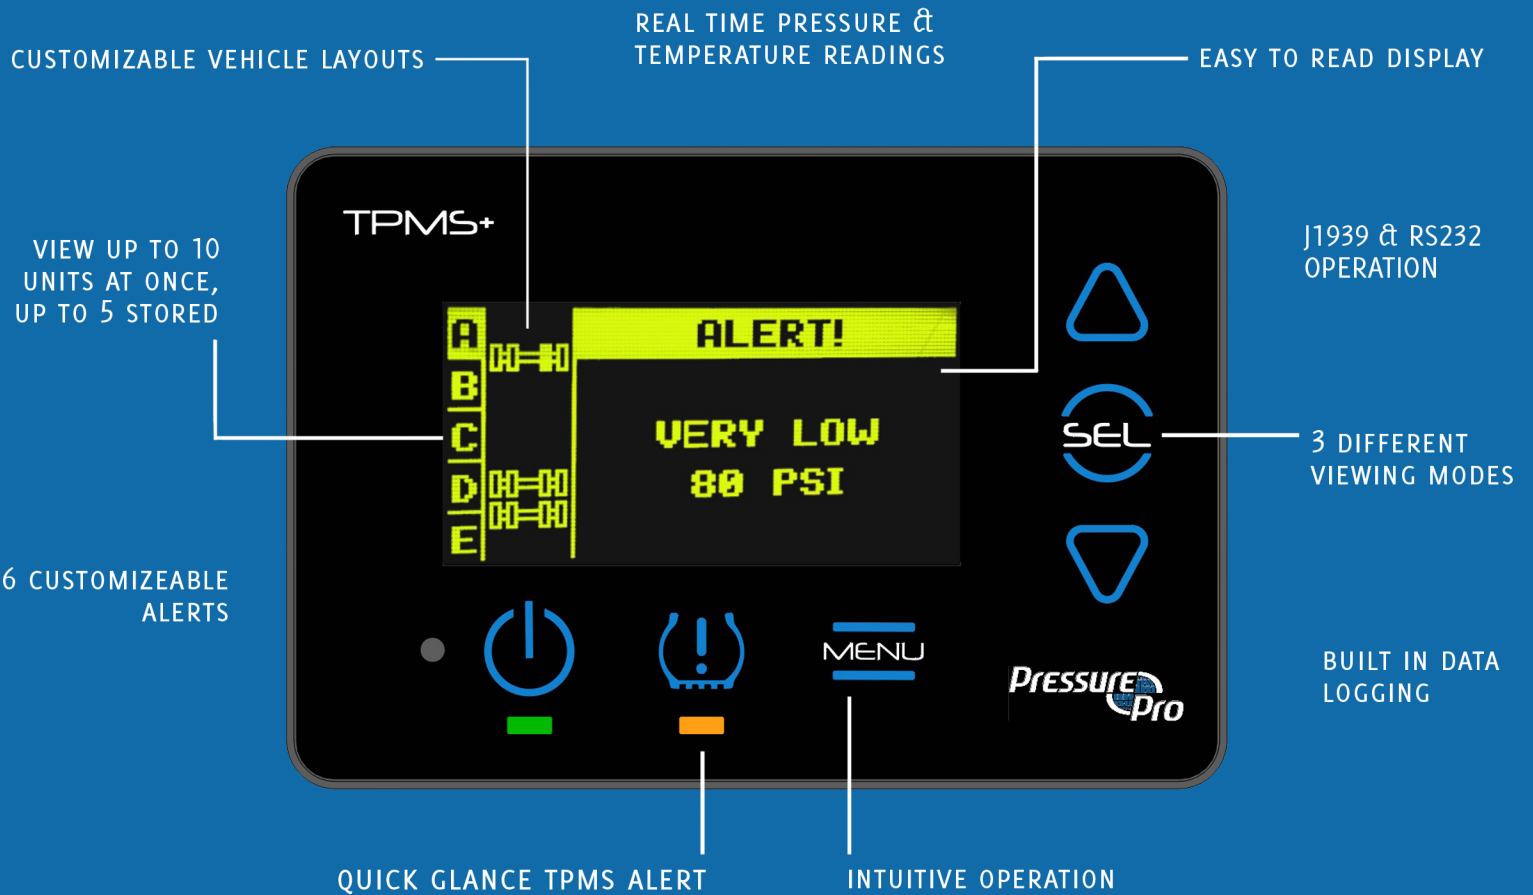 REAL TIME PRESSURE &
TEMPERATURE READINGS
CUSTOMIZABLE VEHICLE LAYOUTS
EASY TO READ DISPLAY
TPMS+
VIEW UP TO 10
UNITS AT ONCE,
UP TO 5 STORED
J1939 & RS232
OPERATION
A
B
C
D
E
ALERT!
VERY LOW
80 PSI
SEL
3 DIFFERENT
VIEWING MODES
6 CUSTOMIZEABLE
ALERTS
MENU
Pressure
Pro
BUILT IN DATA
LOGGING
QUICK GLANCE TPMS ALERT
INTUITIVE OPERATION